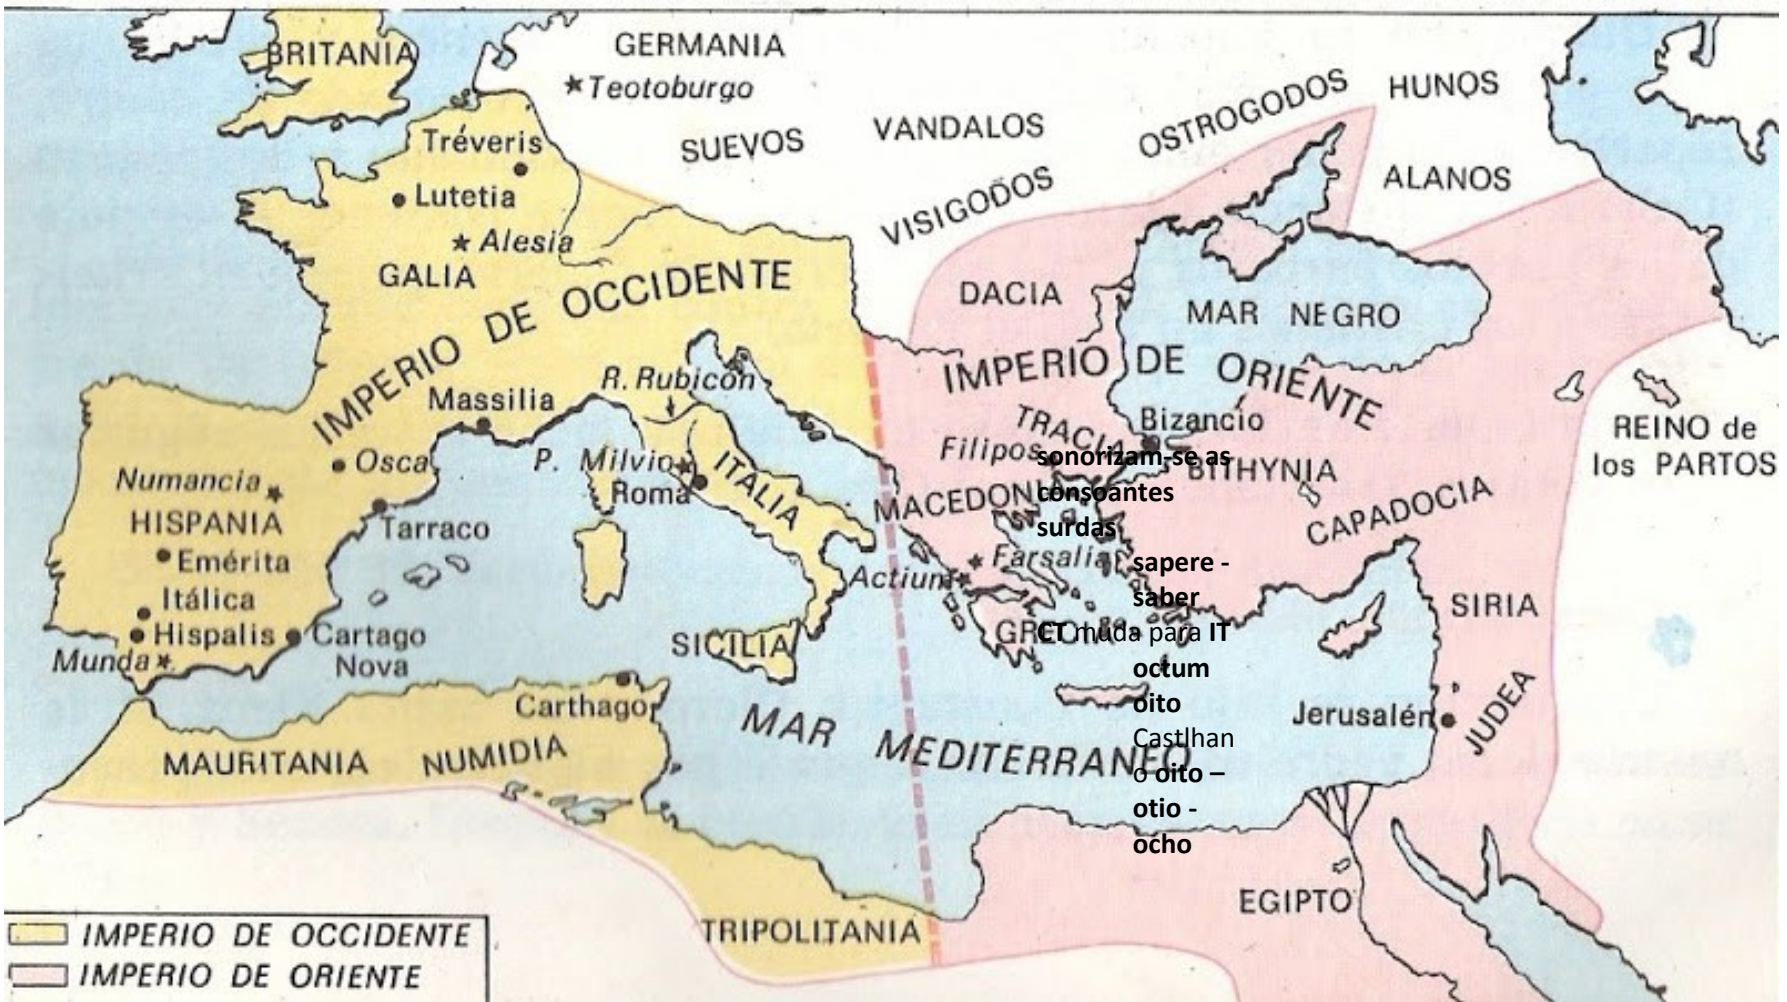 BRITANIA
GERMANIA
Teotoburgo
SUEVOS
VANDALOS
OSTROGODOS
HUNOS
VISIGODOS
ALANOS
Tréveris
Lutetia
Alesia
GALIA
IMPERIO DE OCCIDENTE
DACIA
MAR NEGRO
IMPERIO DE ORIENTE
R. Rubicón
Massilia
TRACIA
Bizancio
REINO de
los PARTOS
Osca
P. Milvio
Roma
ITALIA
Filipos
BITHYNIA
Numancia
HISPANIA
Tarraco
MACEDONI
CAPADOCIA
Emérita
Itálica
Hispalis
Munda
Cartago
Nova
SICILIA
Actium
Farsalia
GRECIA
SIRIA
sonorizam-se as
consoantes
surdas
sapere -
saber
CT muda para IT
octum
oito
Castlhan
o oito –
otio -
ocho
Carthago
MAURITANIA
NUMIDIA
MAR MEDITERRANEO
Jerusalén
JUDEA
TRIPOLITANIA
EGIPTO
IMPERIO DE OCCIDENTE
IMPERIO DE ORIENTE